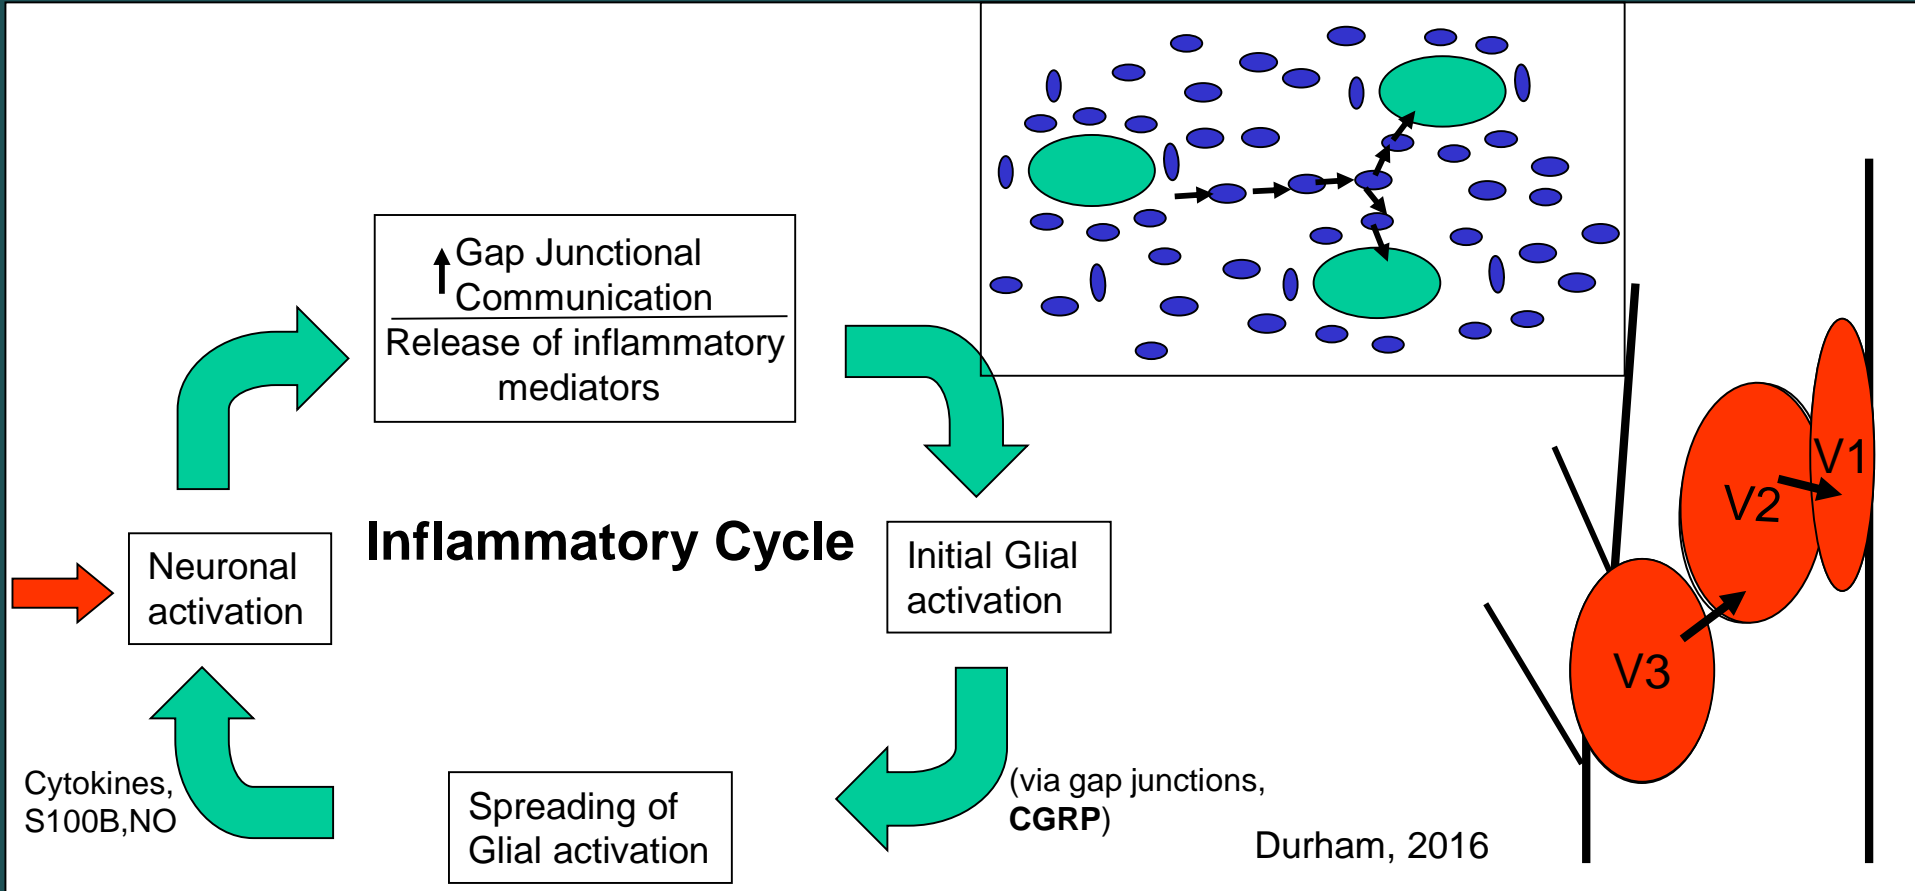 Gap Junctional
Communication
Release of inflammatory
mediators
Inflammatory Cycle
Neuronal
activation
Initial Glial
activation
Cytokines,
S100B,NO
Spreading of
Glial activation
(via gap junctions,
CGRP)
Durham, 2016
V1
V2
V3